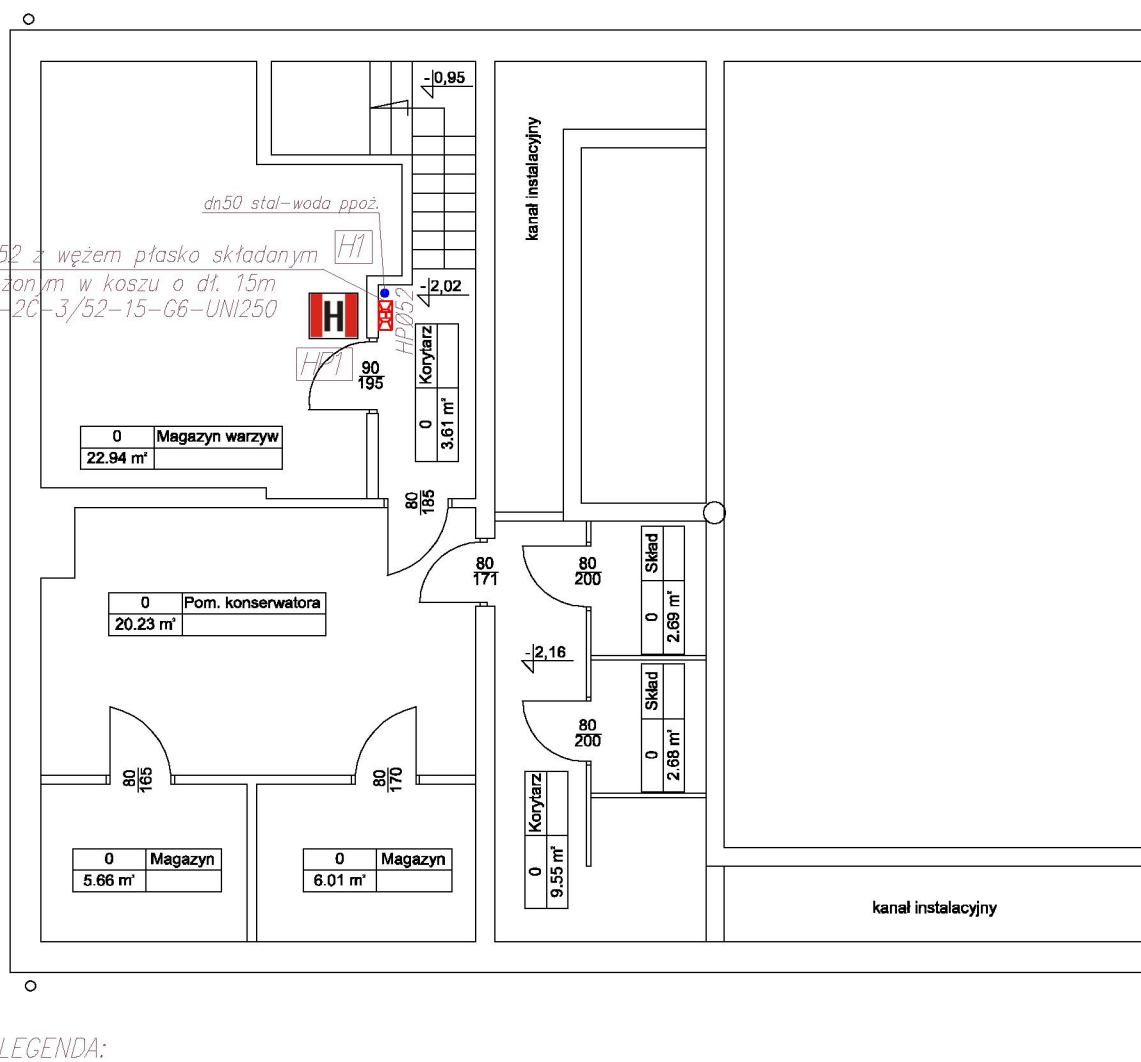 -0,95
kanał instalacyjny
dn50 stal-woda ppoż.
52 z wężem płasko składanym
H1
żonym w koszu o dł. 15m
-2C-3/52-15-G6-UNI250
-2,02
H
HPØ52
HP1
90
195
0 Korytarz
3.61 m²
0 Magazyn warzyw
22.94 m²
80
185
80
171
80
200
0 Skład
2.69 m²
0 Pom. konserwatora
20.23 m²
-2,16
0 Skład
2.68 m²
80
200
80
165
80
170
0 Korytarz
9.55 m²
0 Magazyn
5.66 m²
0 Magazyn
6.01 m²
kanał instalacyjny
LEGENDA: